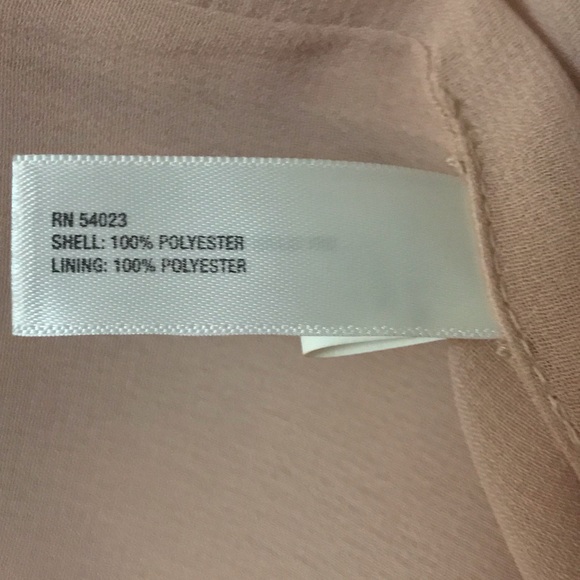 RN 54023
SHELL: 100% POLYESTER
LINING: 100% POLYESTER